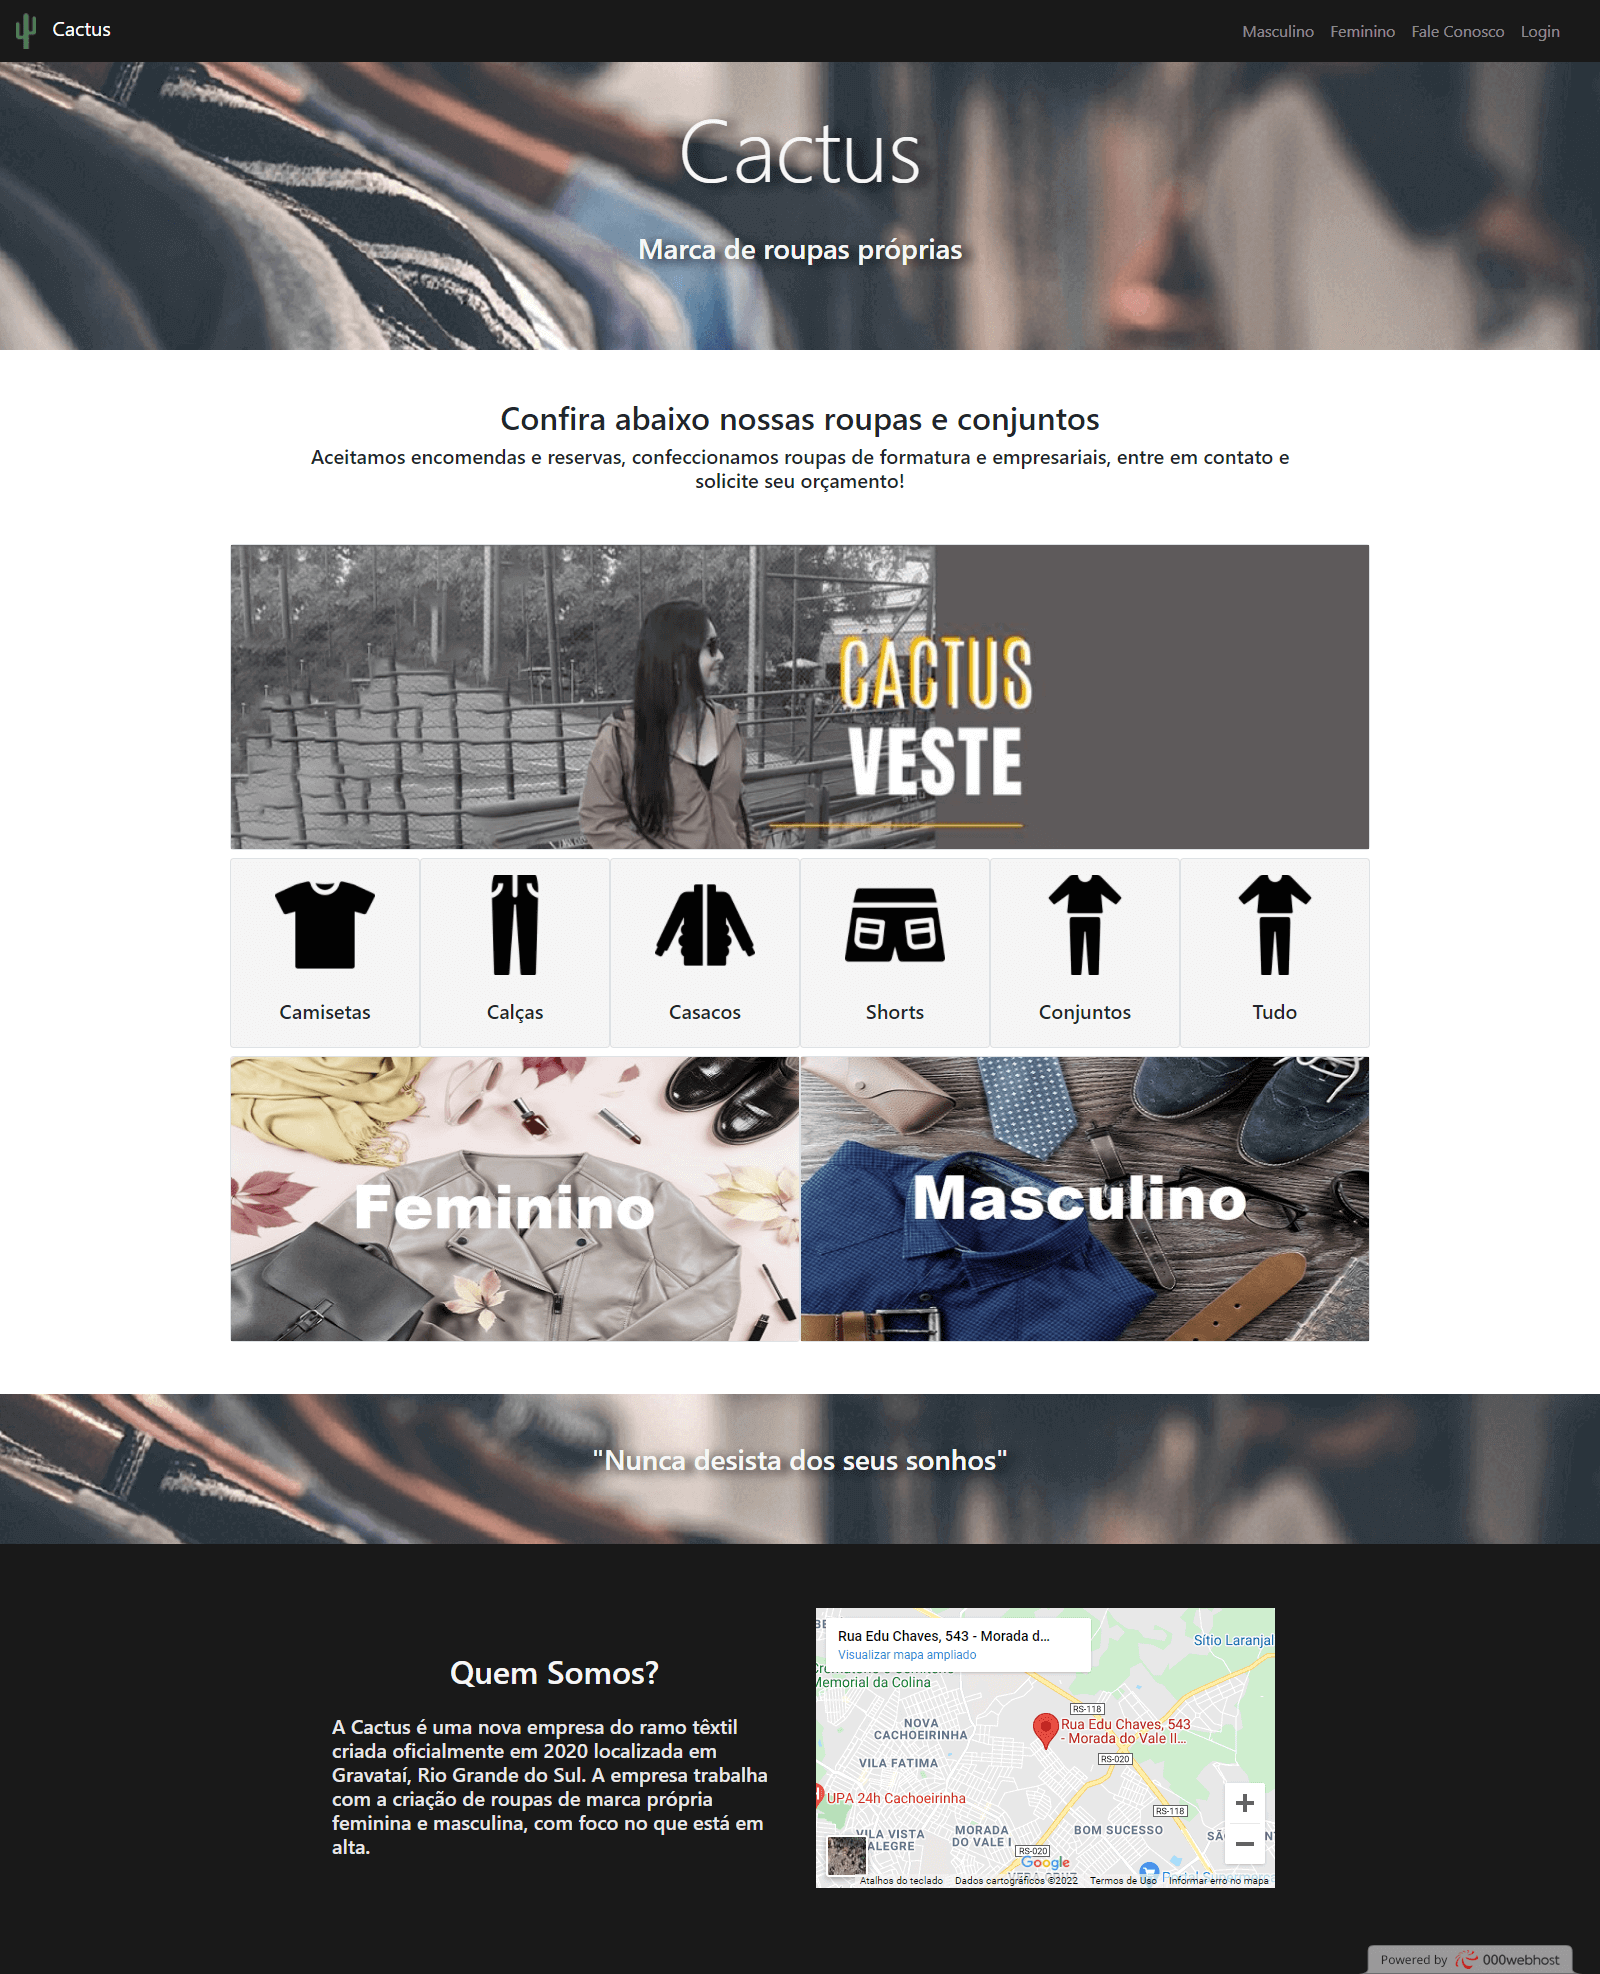 Cactus
Masculino Feminino Fale Conosco Login
Cactus
Marca de roupas próprias
Confira abaixo nossas roupas e conjuntos
Aceitamos encomendas e reservas, confeccionamos roupas de formatura e empresariais, entre em contato e
solicite seu orçamento!
CACTUS
VESTE
Camisetas
Calças
Casacos
Shorts
Conjuntos
Tudo
Feminino
Masculino
"Nunca desista dos seus sonhos"
Quem Somos?
A Cactus é uma nova empresa do ramo têxtil
criada oficialmente em 2020 localizada em
Gravataí, Rio Grande do Sul. A empresa trabalha
com a criação de roupas de marca própria
feminina e masculina, com foco no que está em
alta.
Rua Edu Chaves, 543 - Morada d...
Visualizar mapa ampliado
Sítio Laranjal
Memorial da Colina
RS-118
NOVA
CACHOEIRINHA
Rua Edu Chaves, 543
- Morada do Vale II...
RS-020
VILA FATIMA
UPA 24h Cachoeirinha
RS-118
VILA VISTA
ALEGRE
MORADA
DO VALE I
BOM SUCESSO
RS-020
Google
Atalhos do teclado
Dados cartográficos ©2022
Termos de Uso
Informar erro no mapa
Powered by 000webhost